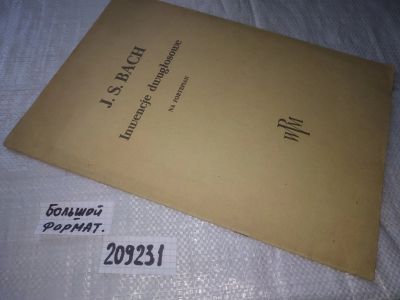 J. S. BACH
Inwencje dwugłosowe
NA FORTEPIAN
PWM
Большой
ФОРМАТ.
209231